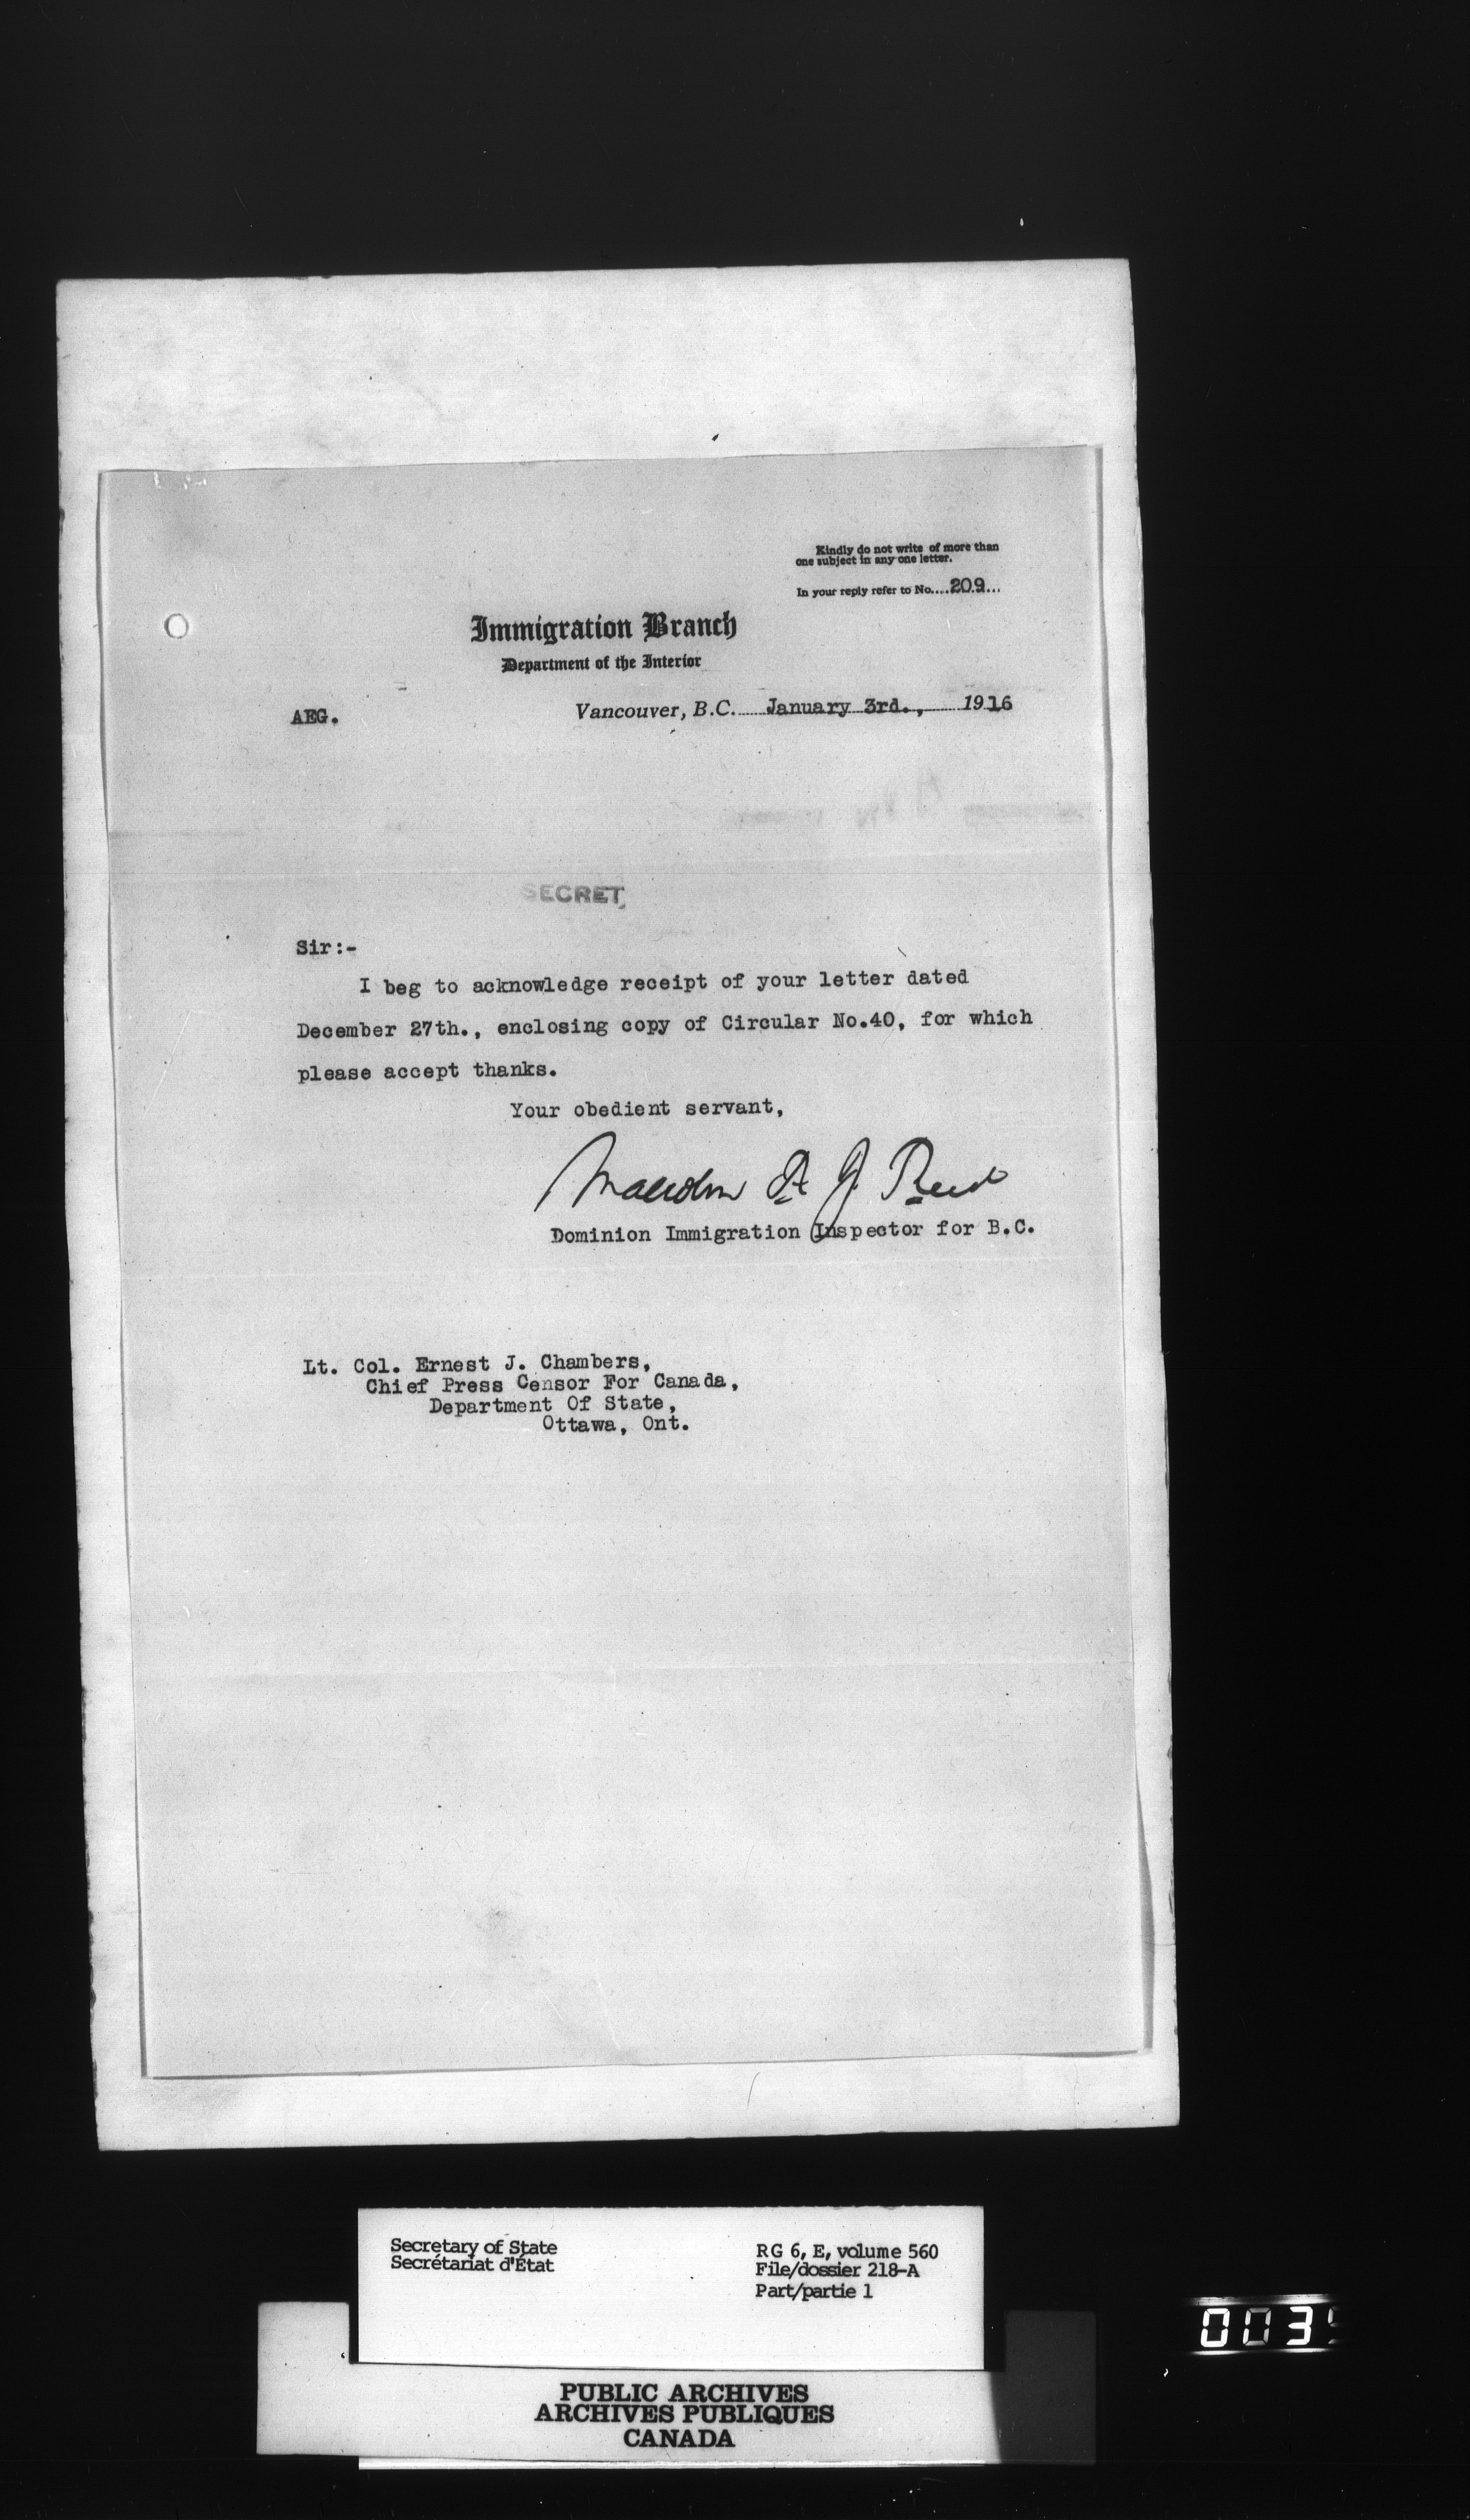 Kindly do not write of more than
one subject in any one letter.
In your reply refer to No....209...
Immigration Branch
Department of the Interior
AEG.
Vancouver, B.C. January 3rd., 1916
SECRET
Sir:-
I beg to acknowledge receipt of your letter dated
December 27th., enclosing copy of Circular No.40, for which
please accept thanks.
Your obedient servant,
Malcolm R J Reid
Dominion Immigration Inspector for B.C.
Lt. Col. Ernest J. Chambers,
Chief Press Censor For Canada,
Department Of State,
Ottawa, Ont.
Secretary of State
Secrétariat d'État
RG 6, E, volume 560
File/dossier 218-A
Part/partie 1
003
PUBLIC ARCHIVES
ARCHIVES PUBLIQUES
CANADA